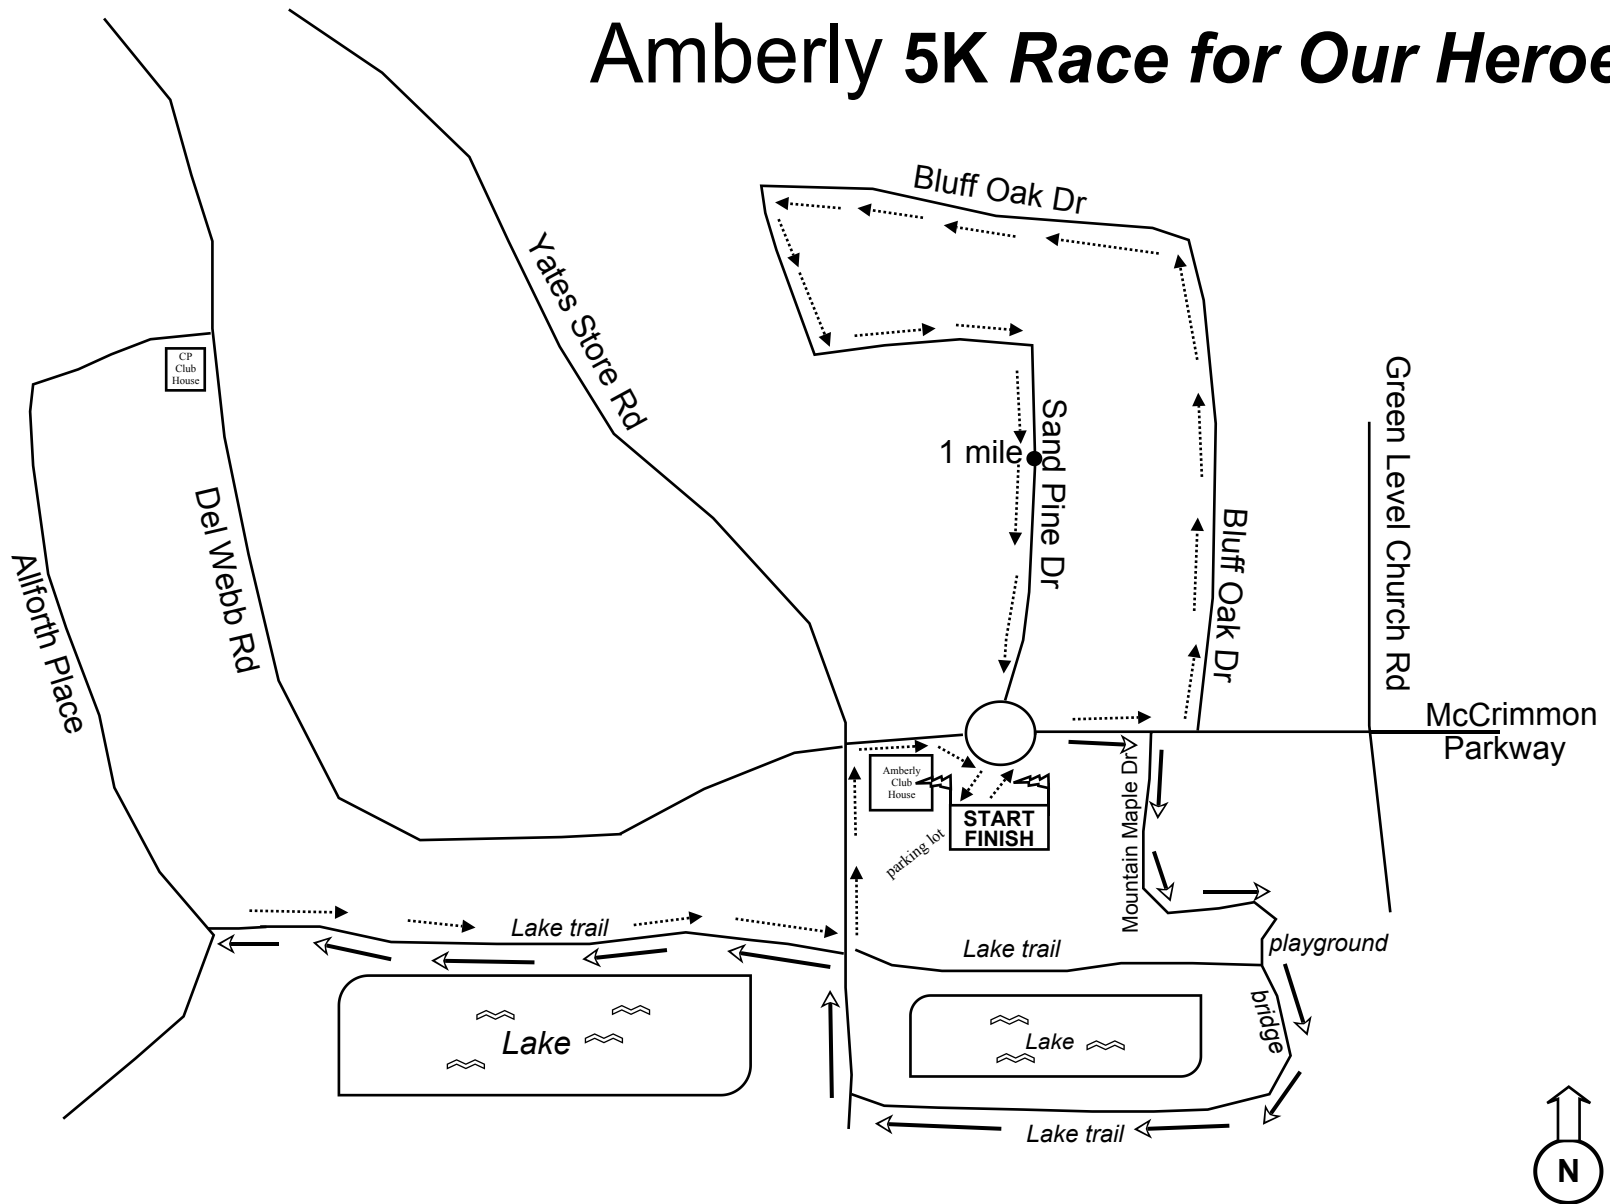 Amberly 5K Race for Our Heroe
Bluff Oak Dr
Yates Store Rd
CP
Club
House
Green Level Church Rd
Sand Pine Dr
1 mile
Del Webb Rd
Bluff Oak Dr
Allforth Place
McCrimmon
Parkway
Amberly
Club
House
START
FINISH
parking lot
Mountain Maple Dr
Lake trail
Lake trail
playground
bridge
Lake
Lake
Lake trail
N